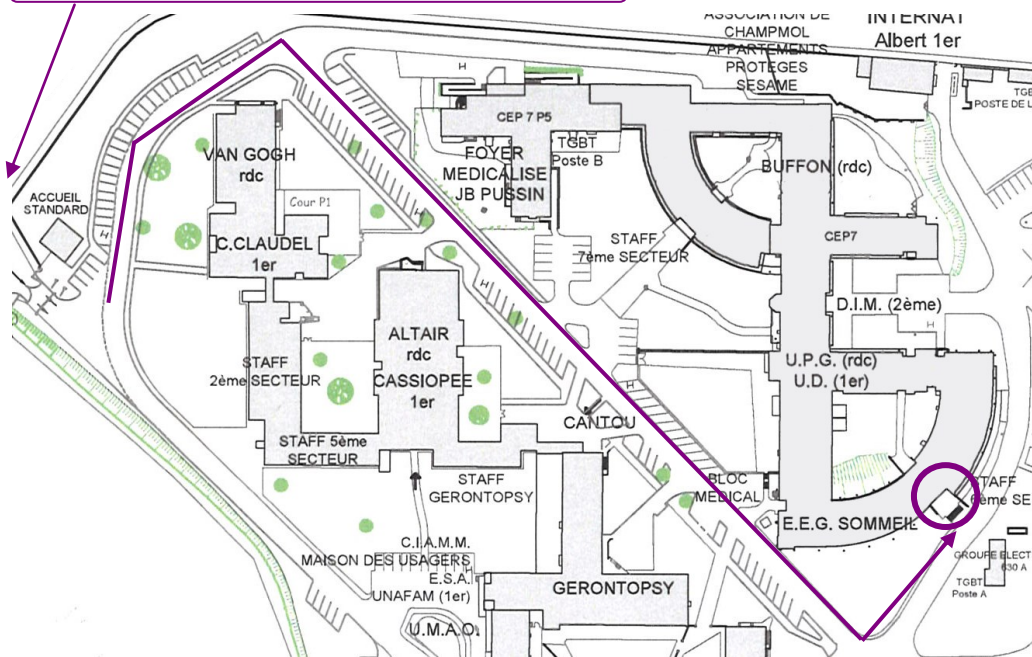 ASSOCIATION DE
CHAMPMOL
APPARTEMENTS
PROTEGES
SESAME
INTERNAT
Albert 1er
POSTE DE L
H
CEP 7 P5
TGBT
Poste B
FOYER
MEDICALISE
JB PUSSIN
VAN GOGH
rdc
BUFFON (rdc)
ACCUEIL
STANDARD
Cour P1
H
H
C.CLAUDEL
1er
STAFF
7ème SECTEUR
CEP7
H
D.I.M. (2ème)
H
ALTAIR
rdc
CASSIOPEE
1er
STAFF
2ème SECTEUR
U.P.G. (rdc)
U.D. (1er)
H
CANTOU
STAFF 5ème
SECTEUR
STAFF
GERONTOPSY
BLOC
MEDICAL
STAFF
6ème SE
E.E.G. SOMMEIL
C.I.A.M.M.
MAISON DES USAGERS
E.S.A.
UNAFAM (1er)
H
GERONTOPSY
GROUPE ELECT
630 A
TGBT
Poste A
U.M.A.O.